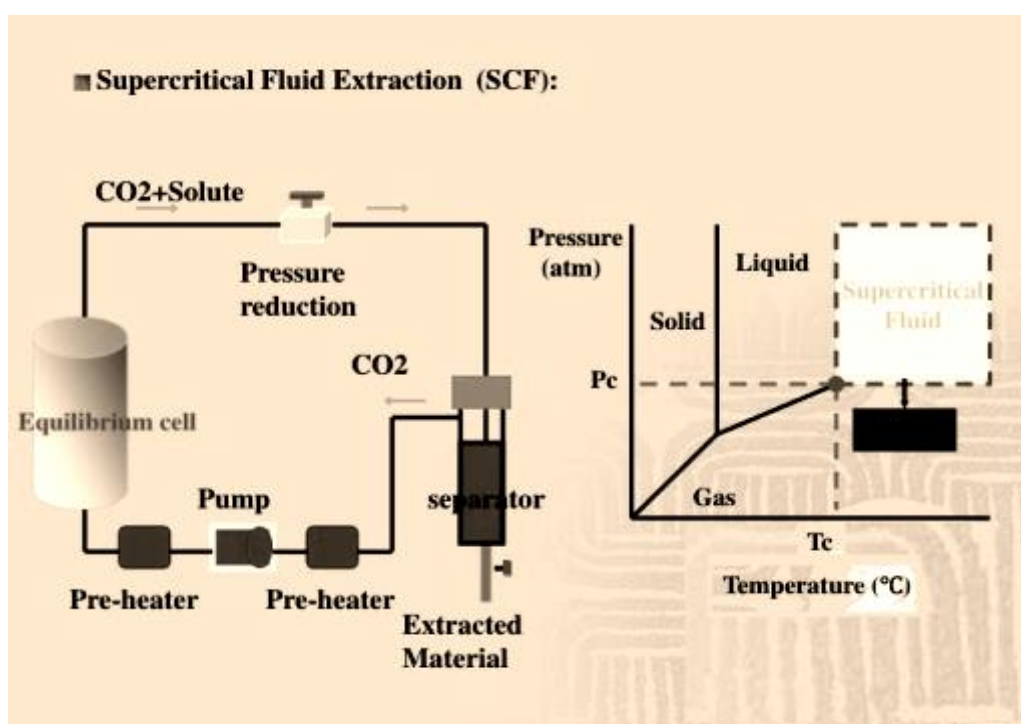 Supercritical Fluid Extraction (SCF):
CO2+Solute
Pressure
reduction
CO2
Equilibrium cell
Pump
separator
Pre-heater
Pre-heater
Extracted
Material
Pressure
(atm)
Liquid
Supercritical
Fluid
Solid
Pc
Gas
Tc
Temperature (°C)